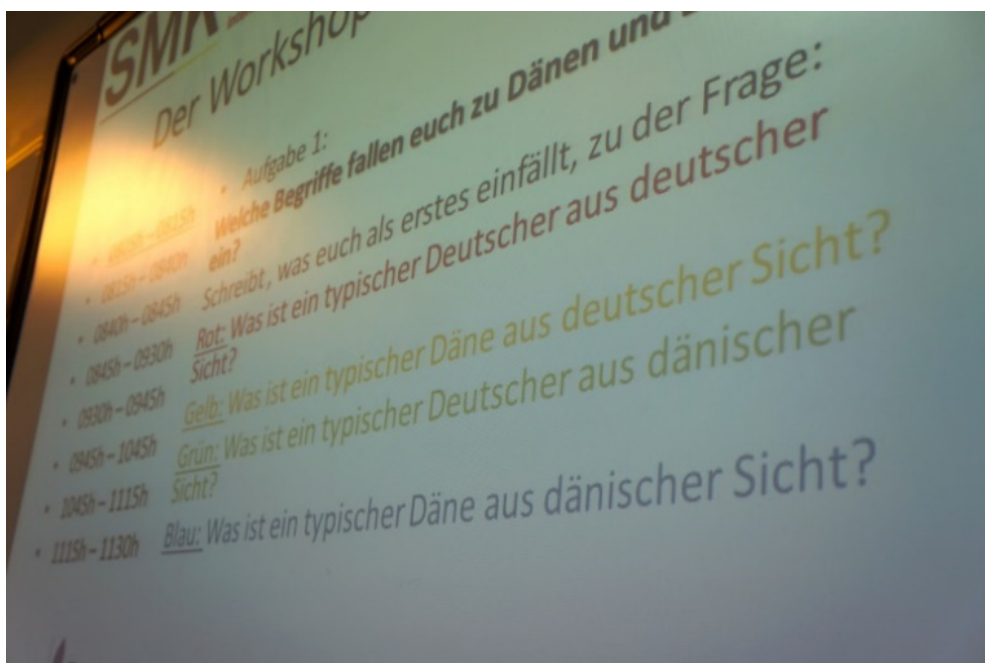 SMK
Der Workshop
• Aufgabe 1:
Welche Begriffe fallen euch zu Dänen und
ein?
Schreibt, was euch als erstes einfällt, zu der Frage:
Rot: Was ist ein typischer Deutscher aus deutscher
Sicht?
Gelb: Was ist ein typischer Däne aus deutscher Sicht?
Grün: Was ist ein typischer Deutscher aus dänischer
Sicht?
Blau: Was ist ein typischer Däne aus dänischer Sicht?
• 0815h – 0840h
• 0840h – 0845h
• 0845h – 0930h
• 0930h – 0945h
• 0945h – 1045h
• 1045h – 1115h
• 1115h – 1130h